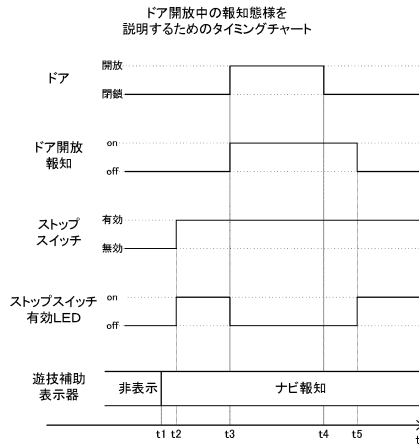 ドア開放中の報知態様を
説明するためのタイミングチャート
ドア
開放
閉鎖
ドア開放
報知
on
off
ストップ
スイッチ
有効
無効
ストップスイッチ
有効LED
on
off
遊技補助
表示器
非表示
ナビ報知
t1 t2 t3 t4 t5
t